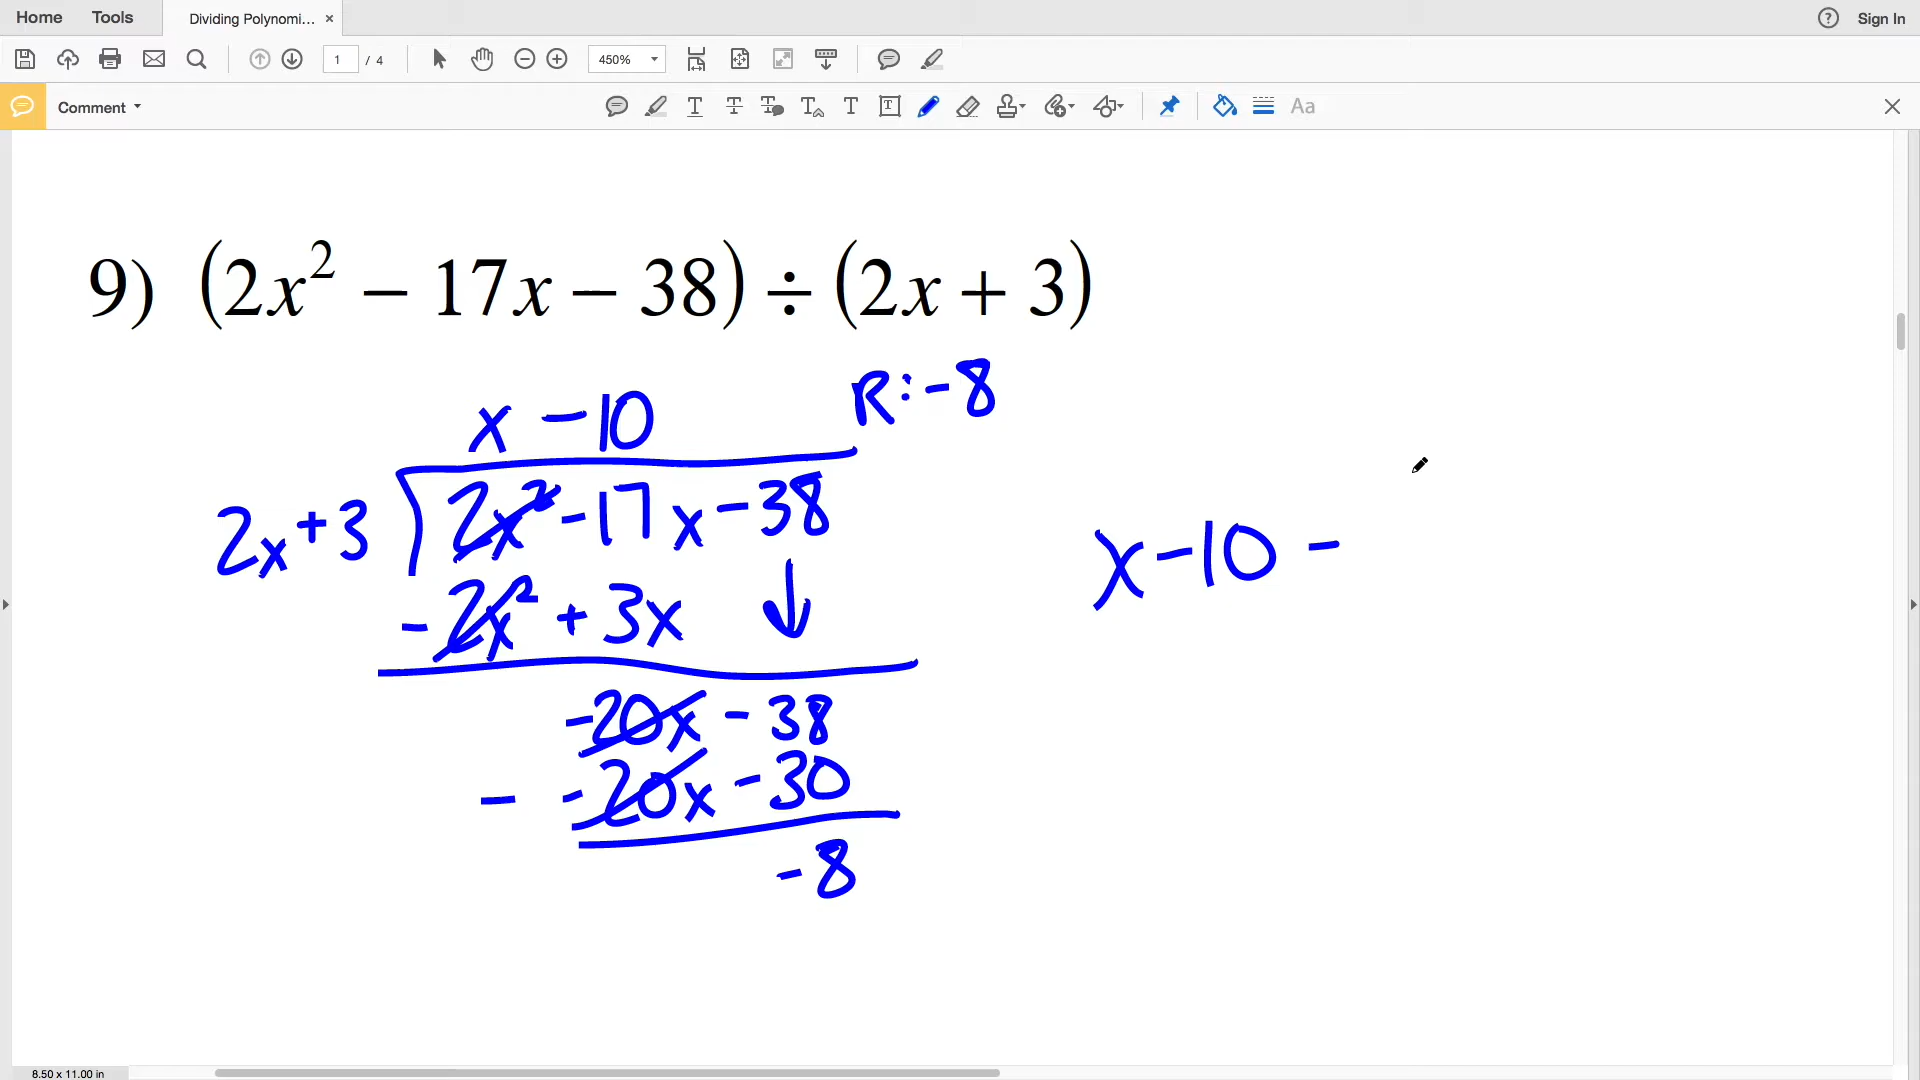 Home Tools Dividing Polynomi... × ? Sign In
1 / 4 450%
Comment T T T T T T Aa
9) (2x² − 17x − 38) ÷ (2x + 3)
x − 10 R: −8
2x + 3 2x² − 17x − 38
− 2x² + 3x
−20x − 38
− −20x − 30
−8
x − 10 −
8.50 x 11.00 in